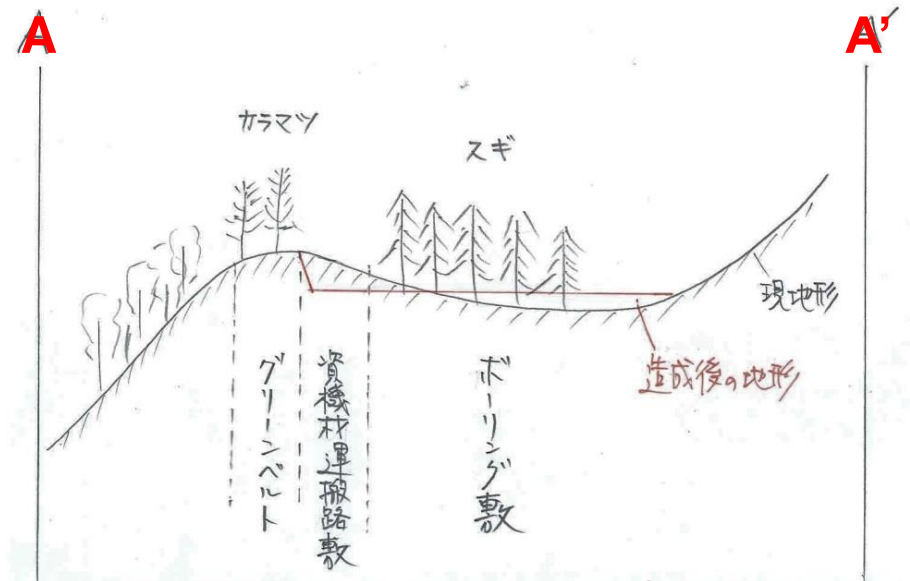 A
A’
カラマツ
スギ
現地形
造成後の地形
グリーンベルト
資機材運搬路敷
ボーリング敷